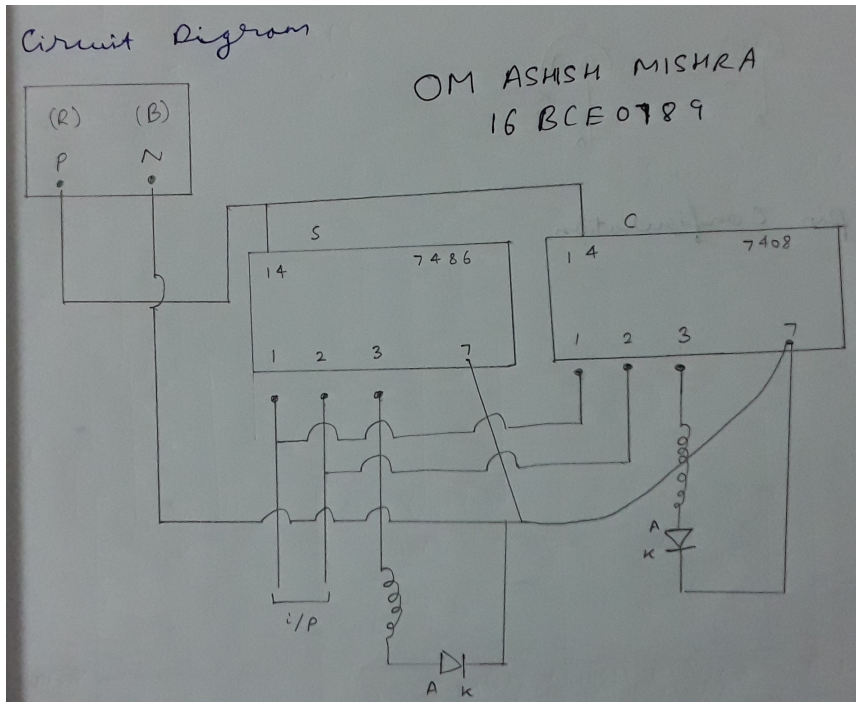 Circuit Digram
OM ASHISH MISHRA
16 BCE0789
(R) (B)
P N
S
C
14 7486
14 7408
1 2 3 7
1 2 3 7
A
K
i/p
A K